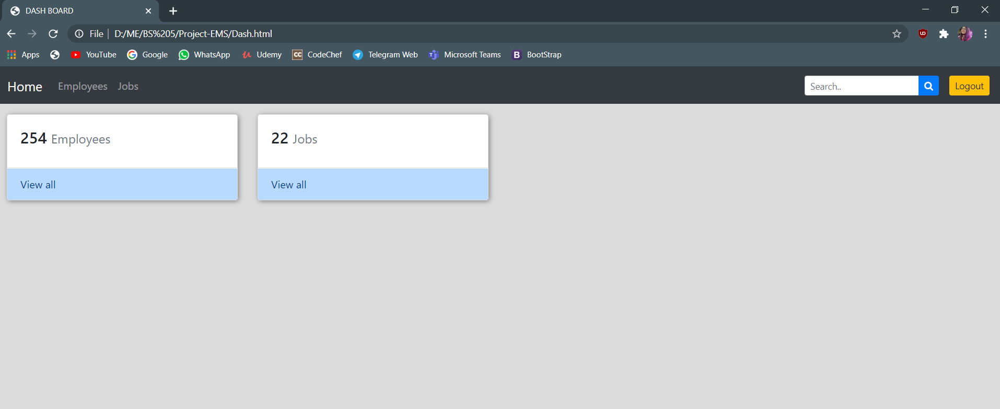 DASH BOARD
File | D:/ME/BS%205/Project-EMS/Dash.html
Apps YouTube Google WhatsApp Udemy CC CodeChef Telegram Web Microsoft Teams B BootStrap
Home Employees Jobs Search.. Logout
254 Employees 22 Jobs
View all View all